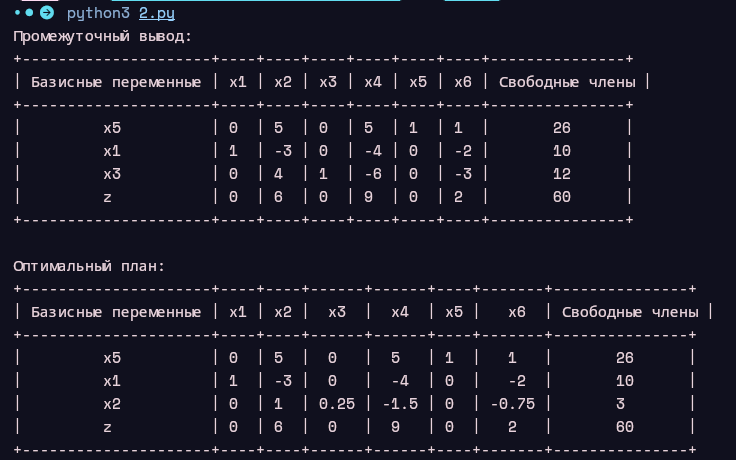 python3 2.py
Промежуточный вывод:
+---------------------+----+----+----+----+----+----+---------------+
| Базисные переменные | x1 | x2 | x3 | x4 | x5 | x6 | Свободные члены |
+---------------------+----+----+----+----+----+----+---------------+
| x5 | 0 | 5 | 0 | 5 | 1 | 1 | 26 |
| x1 | 1 | -3 | 0 | -4 | 0 | -2 | 10 |
| x3 | 0 | 4 | 1 | -6 | 0 | -3 | 12 |
| z | 0 | 6 | 0 | 9 | 0 | 2 | 60 |
+---------------------+----+----+----+----+----+----+---------------+
Оптимальный план:
+---------------------+----+----+------+------+----+-------+---------------+
| Базисные переменные | x1 | x2 | x3 | x4 | x5 | x6 | Свободные члены |
+---------------------+----+----+------+------+----+-------+---------------+
| x5 | 0 | 5 | 0 | 5 | 1 | 1 | 26 |
| x1 | 1 | -3 | 0 | -4 | 0 | -2 | 10 |
| x2 | 0 | 1 | 0.25 | -1.5 | 0 | -0.75 | 3 |
| z | 0 | 6 | 0 | 9 | 0 | 2 | 60 |
+---------------------+----+----+------+------+----+-------+---------------+